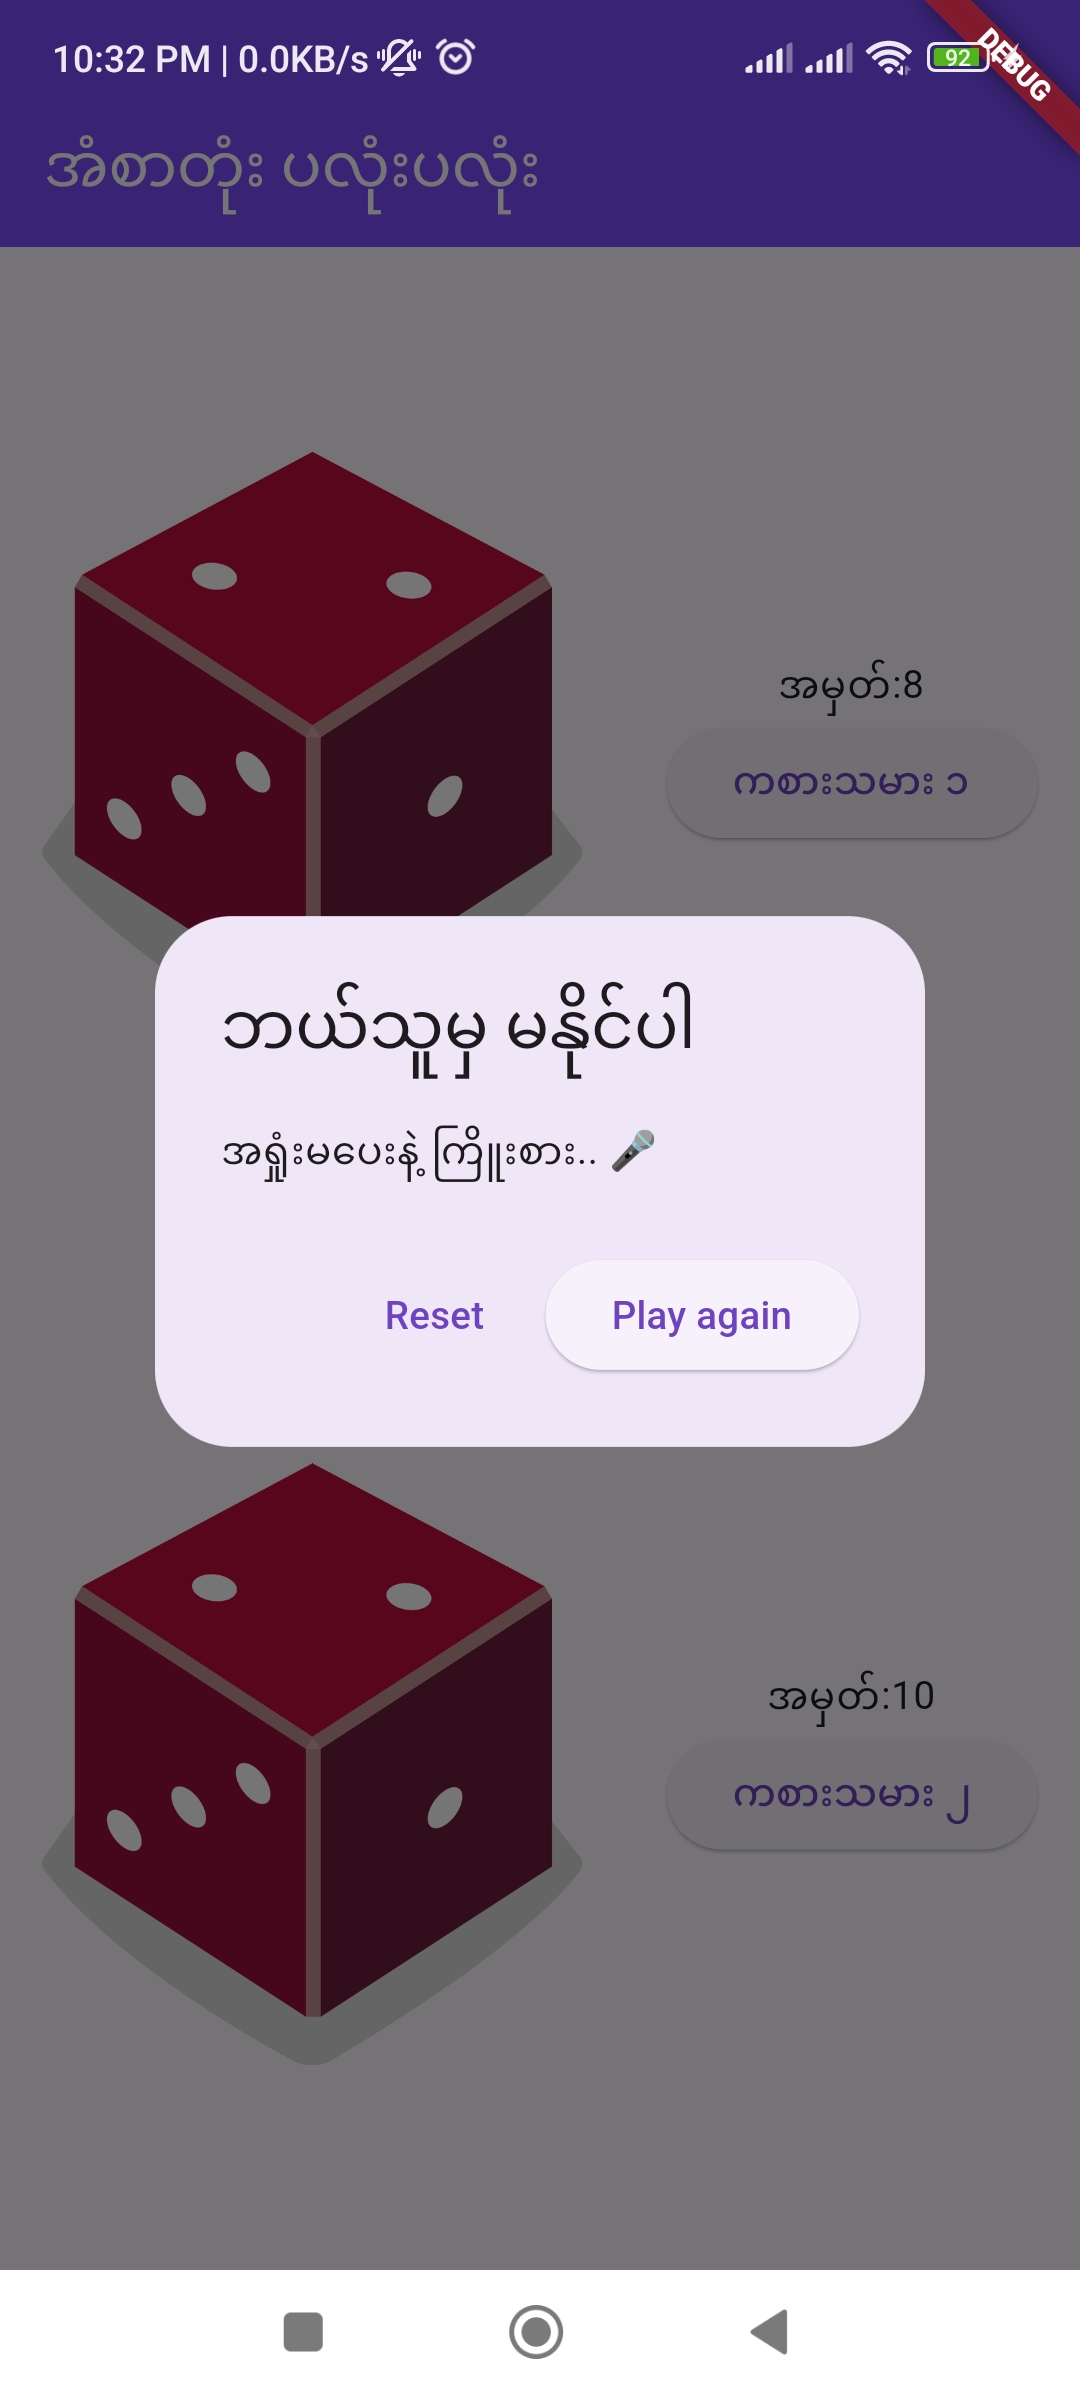 10:32 PM | 0.0KB/s
92
DEBUG
အံစာတုံး ပလုံးပလုံး
အမှတ်:8
ကစားသမား ၁
ဘယ်သူမှ မနိုင်ပါ
အရှုံးမပေးနဲ့ ကြိုးစား.. 🎤
Reset
Play again
အမှတ်:10
ကစားသမား ၂